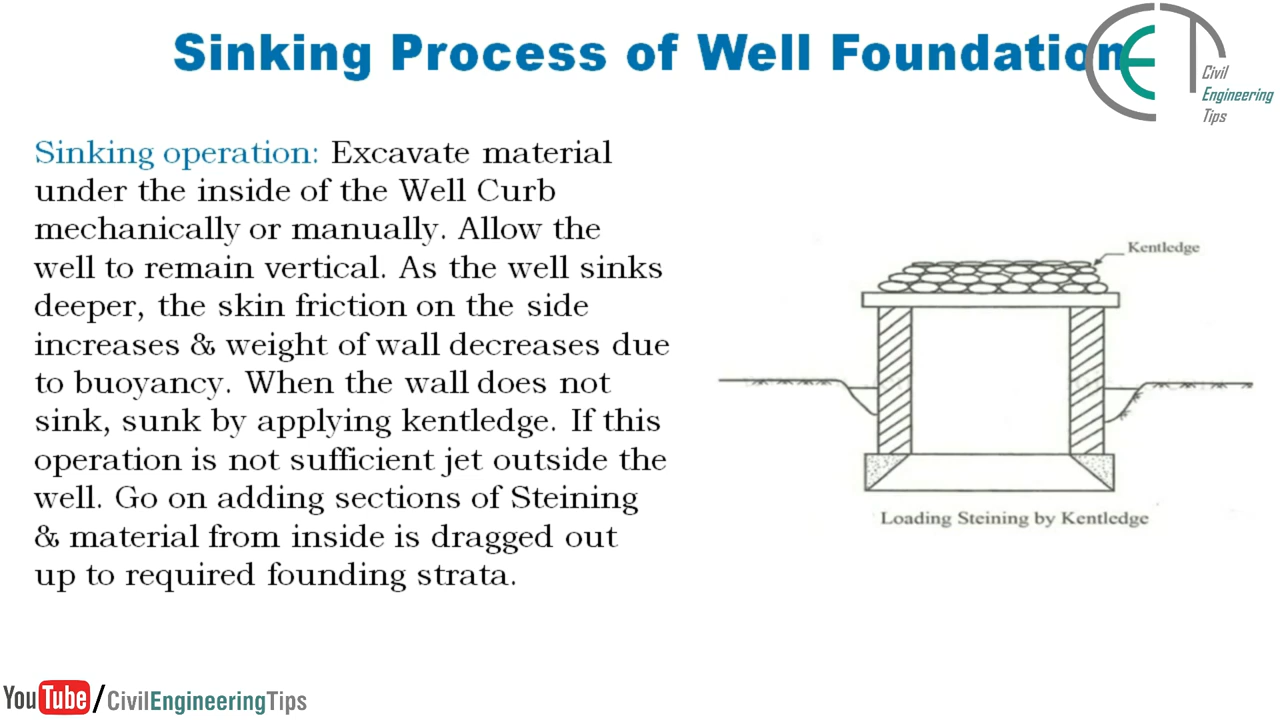 Sinking Process of Well Foundation
CET
Civil
Engineering
Tips
Sinking operation: Excavate material
under the inside of the Well Curb
mechanically or manually. Allow the
well to remain vertical. As the well sinks
deeper, the skin friction on the side
increases & weight of wall decreases due
to buoyancy. When the wall does not
sink, sunk by applying kentledge. If this
operation is not sufficient jet outside the
well. Go on adding sections of Steining
& material from inside is dragged out
up to required founding strata.
Kentledge
Loading Steining by Kentledge
YouTube/CivilEngineeringTips